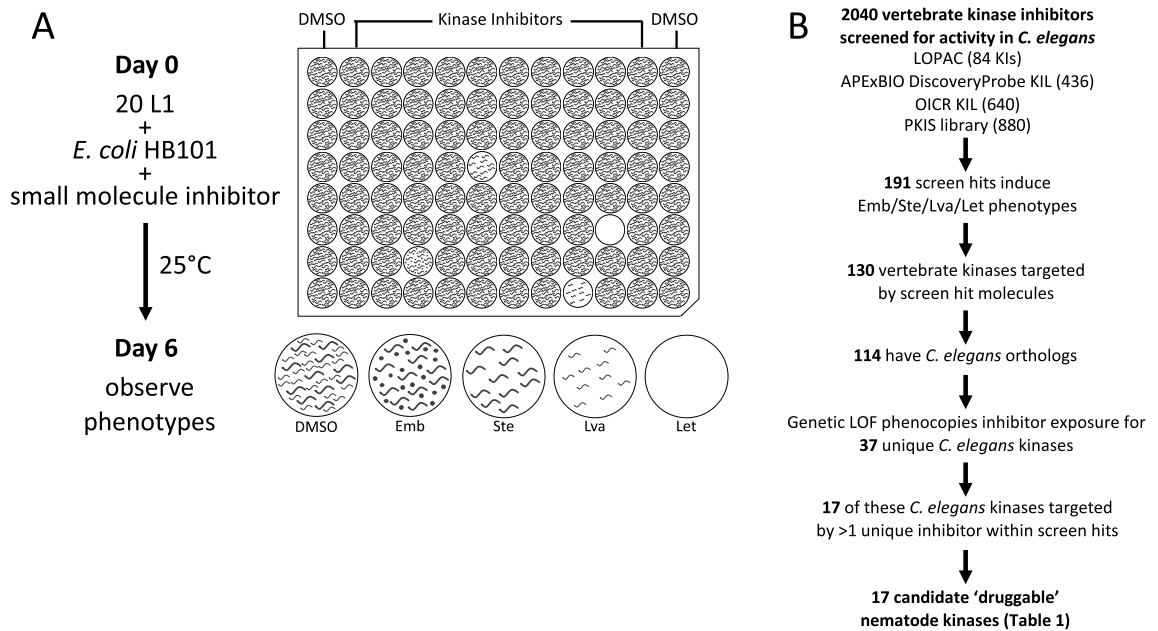 A
Day 0
20 L1
+
E. coli HB101
+
small molecule inhibitor
25°C
Day 6
observe
phenotypes
DMSO
Kinase Inhibitors
DMSO
DMSO
Emb
Ste
Lva
Let
B
2040 vertebrate kinase inhibitors
screened for activity in C. elegans
LOPAC (84 KIs)
APExBIO DiscoveryProbe KIL (436)
OICR KIL (640)
PKIS library (880)
191 screen hits induce
Emb/Ste/Lva/Let phenotypes
130 vertebrate kinases targeted
by screen hit molecules
114 have C. elegans orthologs
Genetic LOF phenocopies inhibitor exposure for
37 unique C. elegans kinases
17 of these C. elegans kinases targeted
by >1 unique inhibitor within screen hits
17 candidate ‘druggable’
nematode kinases (Table 1)